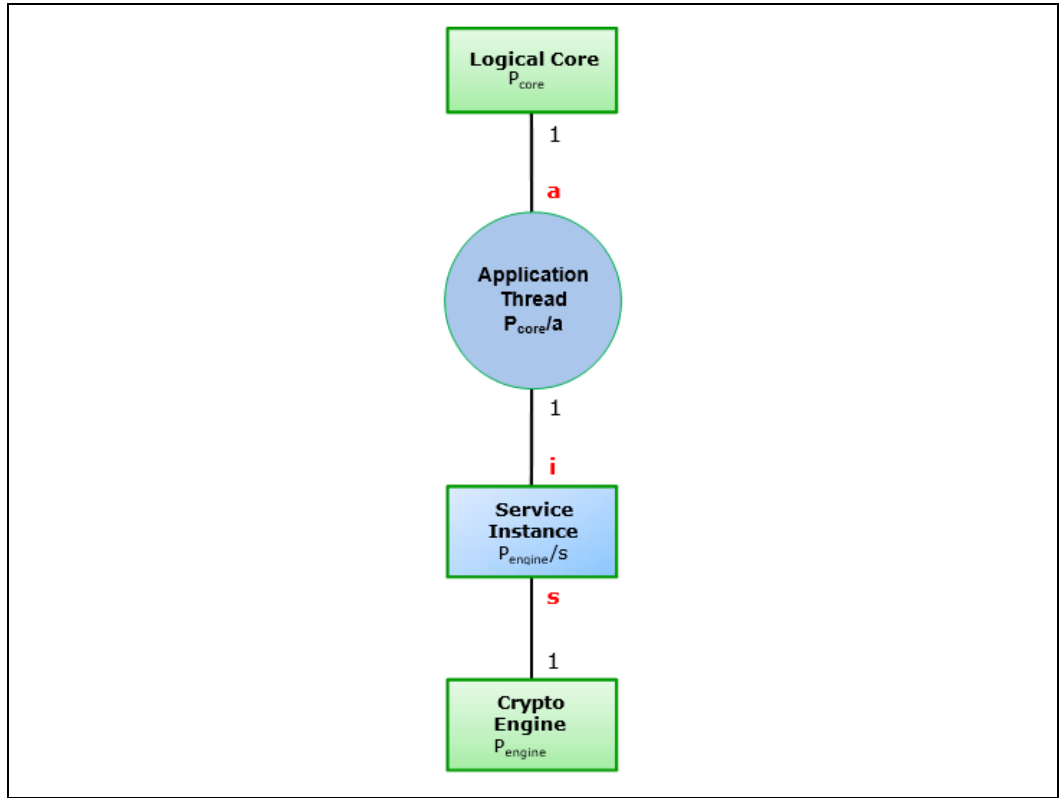 Logical Core
Pcore
1
a
Application
Thread
Pcore/a
1
i
Service
Instance
Pengine/s
s
1
Crypto
Engine
Pengine